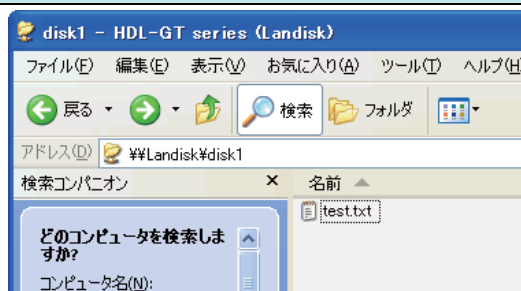 disk1 - HDL-GT series (Landisk)
ファイル(F) 編集(E) 表示(V) お気に入り(A) ツール(T) ヘルプ(H
戻る 検索 フォルダ
アドレス(D) ¥¥Landisk¥disk1
検索コンパニオン × 名前
test.txt
どのコンピュータを検索しま
すか?
コンピュータ名(N):